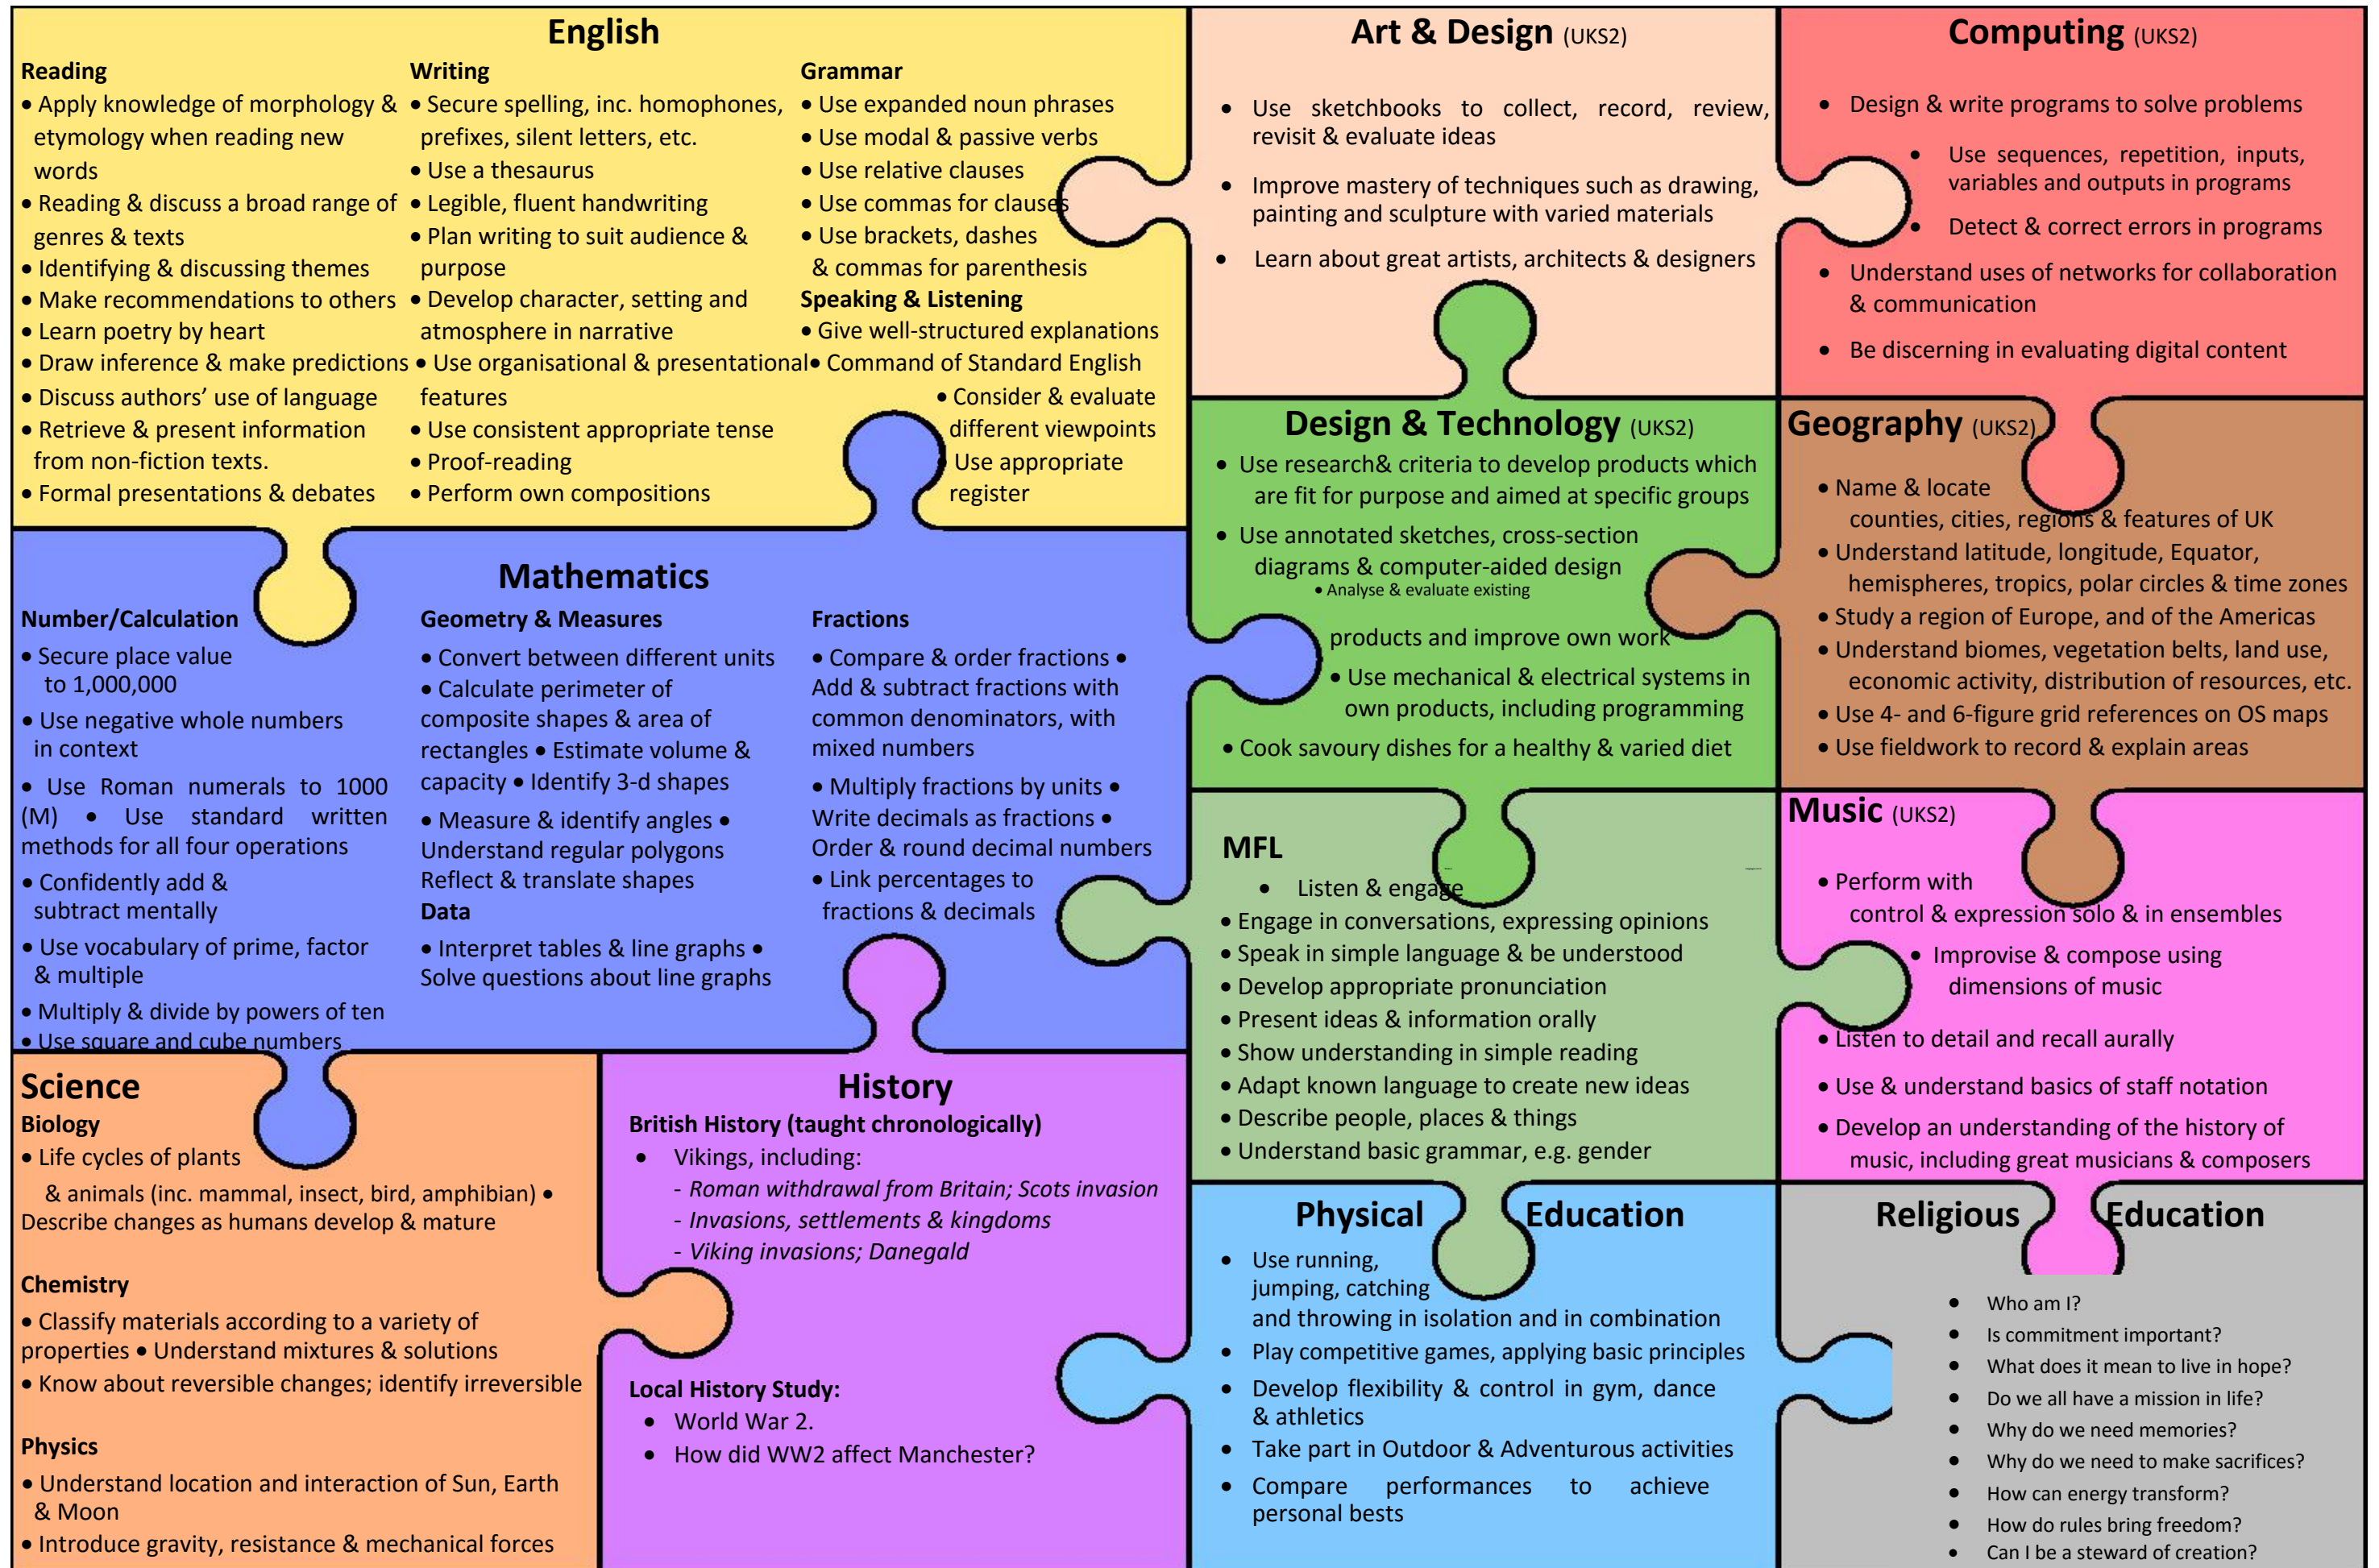 English
Reading
• Apply knowledge of morphology &
etymology when reading new
words
• Reading & discuss a broad range of
genres & texts
• Identifying & discussing themes
• Make recommendations to others
• Learn poetry by heart
• Draw inference & make predictions
• Discuss authors’ use of language
• Retrieve & present information
from non-fiction texts.
• Formal presentations & debates
Writing
• Secure spelling, inc. homophones,
prefixes, silent letters, etc.
• Use a thesaurus
• Legible, fluent handwriting
• Plan writing to suit audience &
purpose
• Develop character, setting and
atmosphere in narrative
• Use organisational & presentational
features
• Use consistent appropriate tense
• Proof-reading
• Perform own compositions
Grammar
• Use expanded noun phrases
• Use modal & passive verbs
• Use relative clauses
• Use commas for clauses
• Use brackets, dashes
& commas for parenthesis
Speaking & Listening
• Give well-structured explanations
• Command of Standard English
• Consider & evaluate
different viewpoints
Use appropriate
register
Art & Design (UKS2)
• Use sketchbooks to collect, record, review,
revisit & evaluate ideas
• Improve mastery of techniques such as drawing,
painting and sculpture with varied materials
• Learn about great artists, architects & designers
Computing (UKS2)
• Design & write programs to solve problems
• Use sequences, repetition, inputs,
variables and outputs in programs
• Detect & correct errors in programs
• Understand uses of networks for collaboration
& communication
• Be discerning in evaluating digital content
Design & Technology (UKS2)
• Use research& criteria to develop products which
are fit for purpose and aimed at specific groups
• Use annotated sketches, cross-section
diagrams & computer-aided design
• Analyse & evaluate existing
products and improve own work
• Use mechanical & electrical systems in
own products, including programming
• Cook savoury dishes for a healthy & varied diet
Geography (UKS2)
• Name & locate
counties, cities, regions & features of UK
• Understand latitude, longitude, Equator,
hemispheres, tropics, polar circles & time zones
• Study a region of Europe, and of the Americas
• Understand biomes, vegetation belts, land use,
economic activity, distribution of resources, etc.
• Use 4- and 6-figure grid references on OS maps
• Use fieldwork to record & explain areas
Mathematics
Number/Calculation
• Secure place value
to 1,000,000
• Use negative whole numbers
in context
• Use Roman numerals to 1000
(M) • Use standard written
methods for all four operations
• Confidently add &
subtract mentally
• Use vocabulary of prime, factor
& multiple
• Multiply & divide by powers of ten
• Use square and cube numbers
Geometry & Measures
• Convert between different units
• Calculate perimeter of
composite shapes & area of
rectangles • Estimate volume &
capacity • Identify 3-d shapes
• Measure & identify angles •
Understand regular polygons
Reflect & translate shapes
Data
• Interpret tables & line graphs •
Solve questions about line graphs
Fractions
• Compare & order fractions •
Add & subtract fractions with
common denominators, with
mixed numbers
• Multiply fractions by units •
Write decimals as fractions •
Order & round decimal numbers
• Link percentages to
fractions & decimals
MFL
• Listen & engage
• Engage in conversations, expressing opinions
• Speak in simple language & be understood
• Develop appropriate pronunciation
• Present ideas & information orally
• Show understanding in simple reading
• Adapt known language to create new ideas
• Describe people, places & things
• Understand basic grammar, e.g. gender
Music (UKS2)
• Perform with
control & expression solo & in ensembles
• Improvise & compose using
dimensions of music
• Listen to detail and recall aurally
• Use & understand basics of staff notation
• Develop an understanding of the history of
music, including great musicians & composers
Science
Biology
• Life cycles of plants
& animals (inc. mammal, insect, bird, amphibian) •
Describe changes as humans develop & mature
Chemistry
• Classify materials according to a variety of
properties • Understand mixtures & solutions
• Know about reversible changes; identify irreversible
Physics
• Understand location and interaction of Sun, Earth
& Moon
• Introduce gravity, resistance & mechanical forces
History
British History (taught chronologically)
• Vikings, including:
- Roman withdrawal from Britain; Scots invasion
- Invasions, settlements & kingdoms
- Viking invasions; Danegald
Local History Study:
• World War 2.
• How did WW2 affect Manchester?
Physical Education
• Use running,
jumping, catching
and throwing in isolation and in combination
• Play competitive games, applying basic principles
• Develop flexibility & control in gym, dance
& athletics
• Take part in Outdoor & Adventurous activities
• Compare performances to achieve
personal bests
Religious Education
• Who am I?
• Is commitment important?
• What does it mean to live in hope?
• Do we all have a mission in life?
• Why do we need memories?
• Why do we need to make sacrifices?
• How can energy transform?
• How do rules bring freedom?
• Can I be a steward of creation?